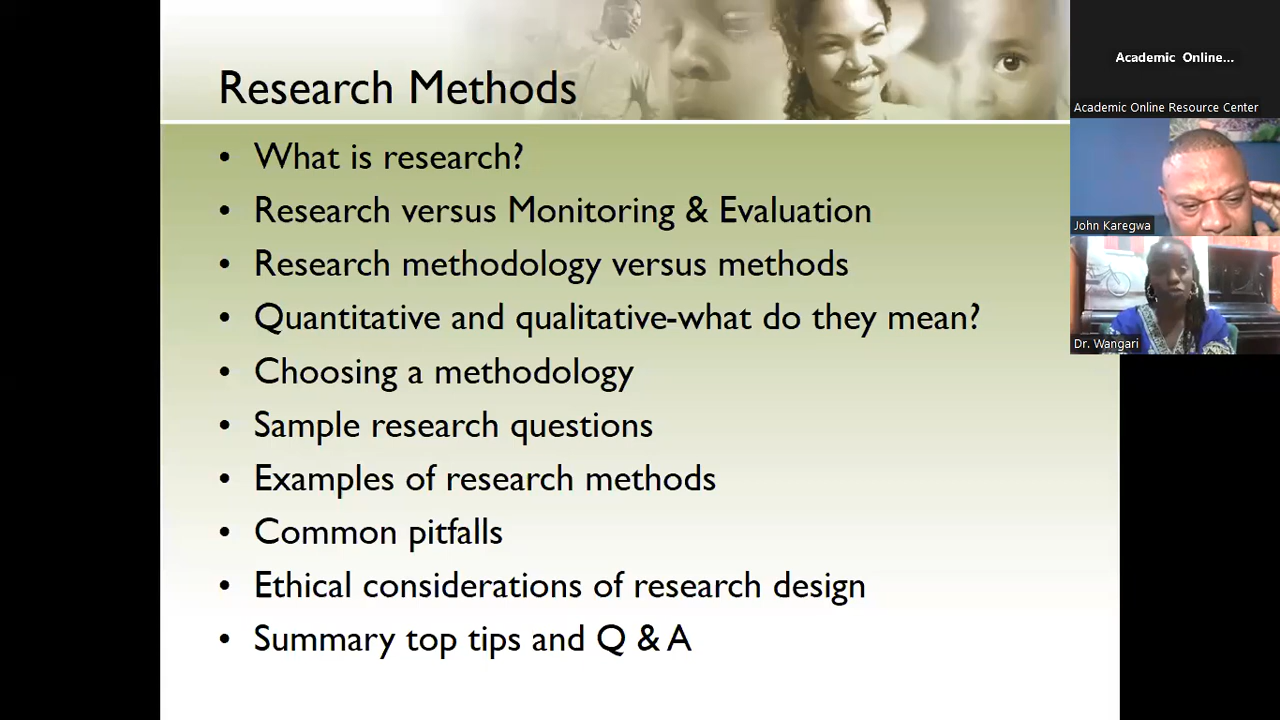 Research Methods
• What is research?
• Research versus Monitoring & Evaluation
• Research methodology versus methods
• Quantitative and qualitative-what do they mean?
• Choosing a methodology
• Sample research questions
• Examples of research methods
• Common pitfalls
• Ethical considerations of research design
• Summary top tips and Q & A
Academic Online...
Academic Online Resource Center
John Karegwa
Dr. Wangari